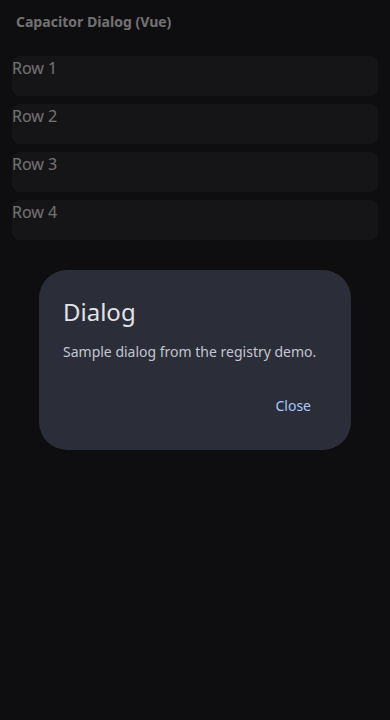 Capacitor Dialog (Vue)
Row 1
Row 2
Row 3
Row 4
Dialog
Sample dialog from the registry demo.
Close